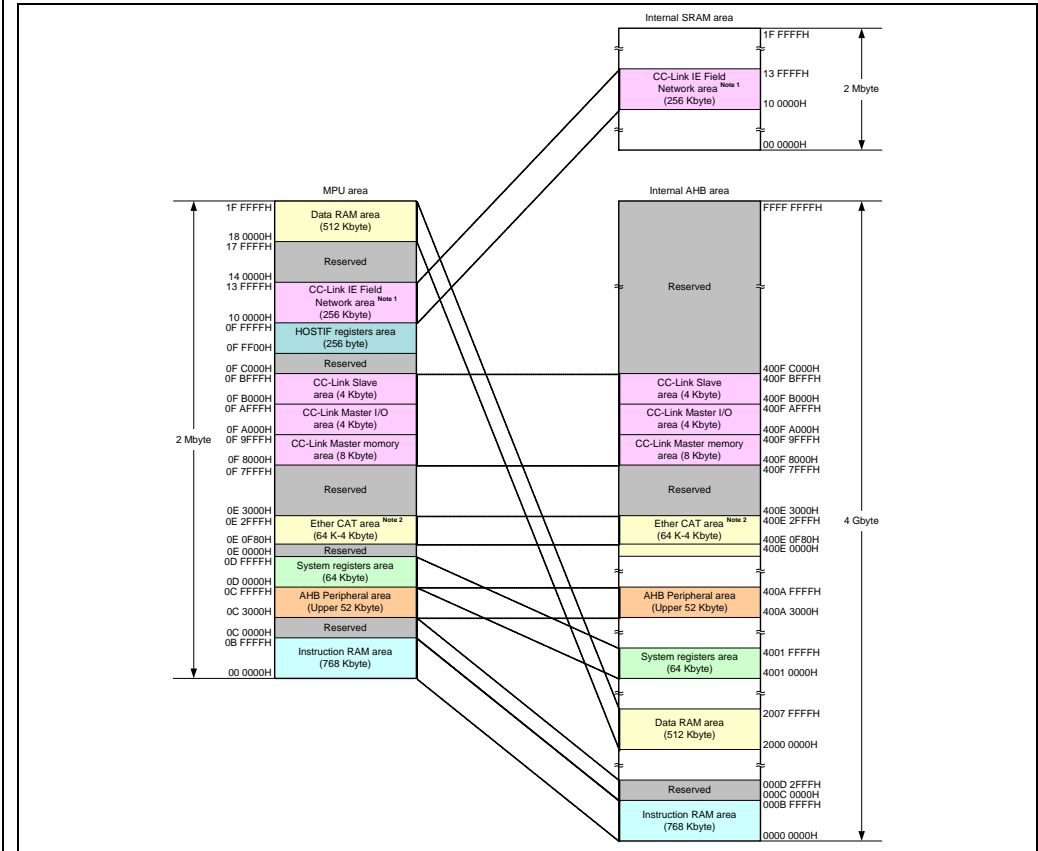 Internal SRAM area
1F FFFFH
CC-Link IE Field
Network area Note 1
(256 Kbyte)
13 FFFFH
10 0000H
00 0000H
2 Mbyte
MPU area
1F FFFFH
Data RAM area
(512 Kbyte)
18 0000H
17 FFFFH
Reserved
14 0000H
13 FFFFH
CC-Link IE Field
Network area Note 1
(256 Kbyte)
10 0000H
0F FFFFH
HOSTIF registers area
(256 byte)
0F FF00H
Reserved
0F C000H
0F BFFFH
CC-Link Slave
area (4 Kbyte)
0F B000H
0F AFFFH
CC-Link Master I/O
area (4 Kbyte)
0F A000H
0F 9FFFH
CC-Link Master momory
area (8 Kbyte)
0F 8000H
0F 7FFFH
Reserved
0E 3000H
0E 2FFFH
Ether CAT area Note 2
(64 K-4 Kbyte)
0E 0F80H
Reserved
0E 0000H
0D FFFFH
System registers area
(64 Kbyte)
0D 0000H
0C FFFFH
AHB Peripheral area
(Upper 52 Kbyte)
0C 3000H
Reserved
0C 0000H
0B FFFFH
Instruction RAM area
(768 Kbyte)
00 0000H
2 Mbyte
Internal AHB area
FFFF FFFFH
Reserved
400F C000H
400F BFFFH
CC-Link Slave
area (4 Kbyte)
400F B000H
400F AFFFH
CC-Link Master I/O
area (4 Kbyte)
400F A000H
400F 9FFFH
CC-Link Master memory
area (8 Kbyte)
400F 8000H
400F 7FFFH
Reserved
400E 3000H
400E 2FFFH
Ether CAT area Note 2
(64 K-4 Kbyte)
400E 0F80H
400E 0000H
AHB Peripheral area
(Upper 52 Kbyte)
400A FFFFH
400A 3000H
System registers area
(64 Kbyte)
4001 FFFFH
4001 0000H
Data RAM area
(512 Kbyte)
2007 FFFFH
2000 0000H
Reserved
000D 2FFFH
000C 0000H
000B FFFFH
Instruction RAM area
(768 Kbyte)
0000 0000H
4 Gbyte